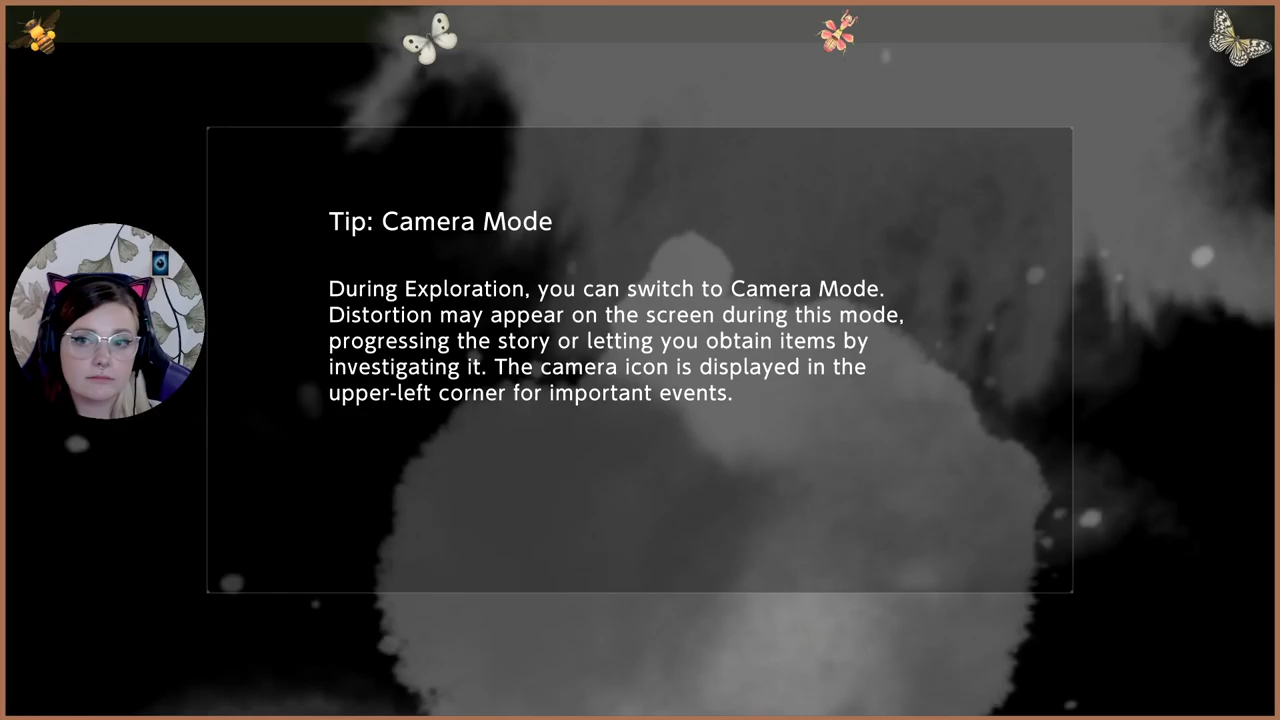 Tip: Camera Mode
During Exploration, you can switch to Camera Mode.
Distortion may appear on the screen during this mode,
progressing the story or letting you obtain items by
investigating it. The camera icon is displayed in the
upper-left corner for important events.